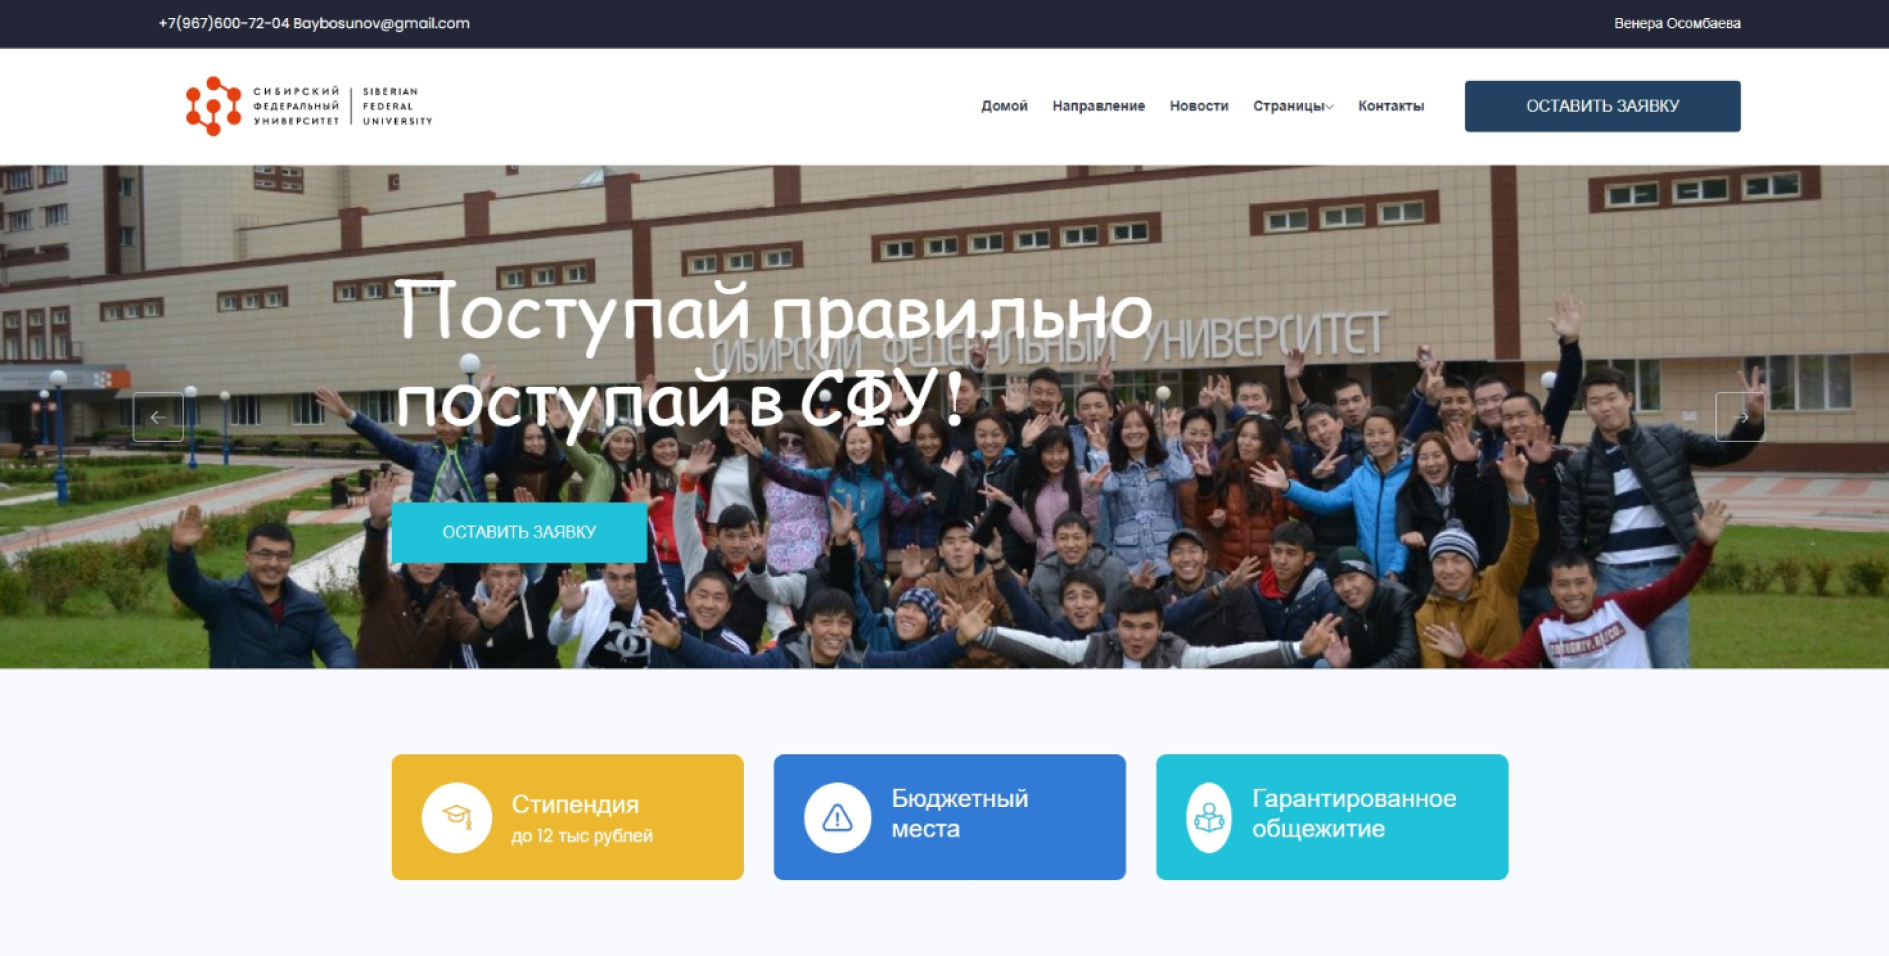 +7(967)600-72-04 Baybosunov@gmail.com
Венера Осомбаева
СИБИРСКИЙ
ФЕДЕРАЛЬНЫЙ
УНИВЕРСИТЕТ
SIBERIAN
FEDERAL
UNIVERSITY
Домой Направление Новости Страницы Контакты
ОСТАВИТЬ ЗАЯВКУ
Поступай правильно
поступай в СФУ!
СИБИРСКИЙ ФЕДЕРАЛЬНЫЙ УНИВЕРСИТЕТ
ОСТАВИТЬ ЗАЯВКУ
Стипендия
до 12 тыс рублей
Бюджетный
места
Гарантированное
общежитие